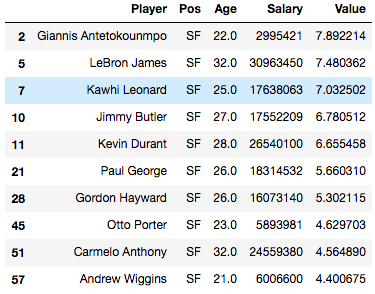 Player Pos Age Salary Value
2 Giannis Antetokounmpo SF 22.0 2995421 7.892214
5 LeBron James SF 32.0 30963450 7.480362
7 Kawhi Leonard SF 25.0 17638063 7.032502
10 Jimmy Butler SF 27.0 17552209 6.780512
11 Kevin Durant SF 28.0 26540100 6.655458
21 Paul George SF 26.0 18314532 5.660310
28 Gordon Hayward SF 26.0 16073140 5.302115
45 Otto Porter SF 23.0 5893981 4.629703
51 Carmelo Anthony SF 32.0 24559380 4.564890
57 Andrew Wiggins SF 21.0 6006600 4.400675